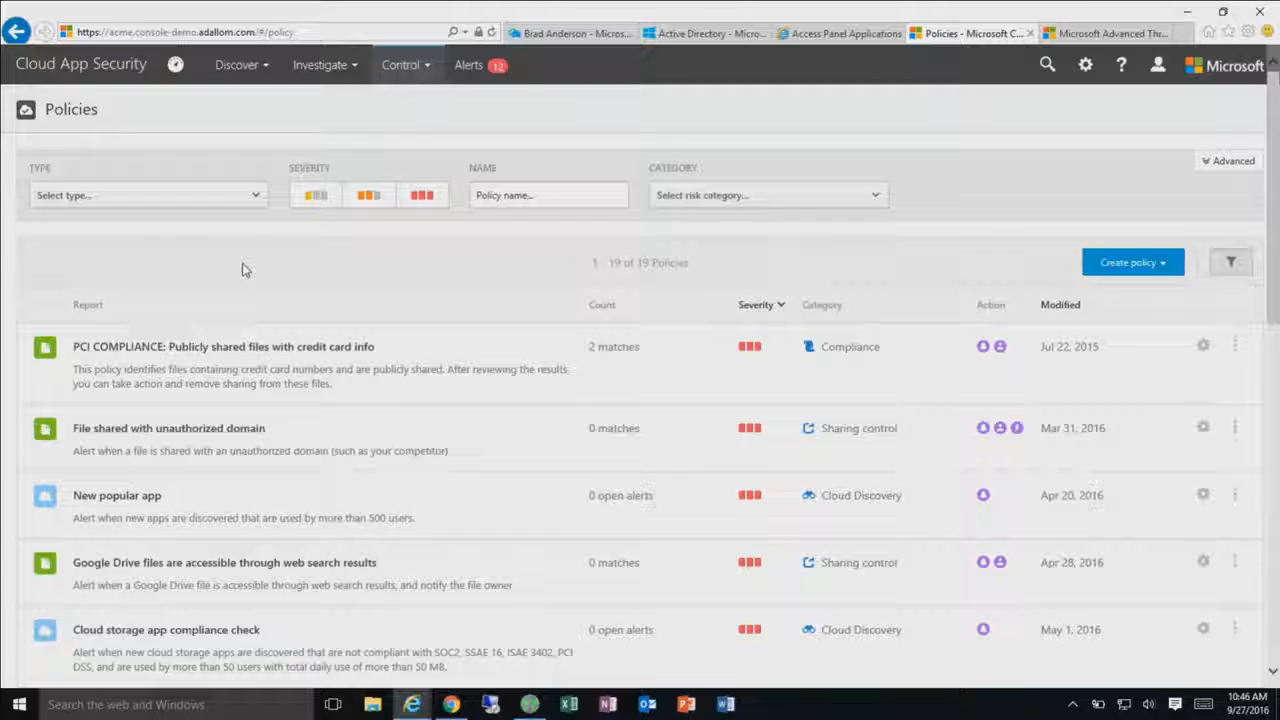 https://acme.console-demo.adallom.com/#/policy
Brad Anderson - Micros...
Active Directory - Micro...
Access Panel Applications
Policies - Microsoft C...
Microsoft Advanced Thr...
Cloud App Security
Discover
Investigate
Control
Alerts
12
?
Microsoft
Policies
TYPE
SEVERITY
NAME
CATEGORY
Advanced
Select type...
Policy name...
Select risk category...
1 - 19 of 19 Policies
Create policy
Report
Count
Severity
Category
Action
Modified
PCI COMPLIANCE: Publicly shared files with credit card info
2 matches
Compliance
Jul 22, 2015
This policy identifies files containing credit card numbers and are publicly shared. After reviewing the results,
you can take action and remove sharing from these files.
File shared with unauthorized domain
0 matches
Sharing control
Mar 31, 2016
Alert when a file is shared with an unauthorized domain (such as your competitor)
New popular app
0 open alerts
Cloud Discovery
Apr 20, 2016
Alert when new apps are discovered that are used by more than 500 users.
Google Drive files are accessible through web search results
0 matches
Sharing control
Apr 28, 2016
Alert when a Google Drive file is accessible through web search results, and notify the file owner
Cloud storage app compliance check
0 open alerts
Cloud Discovery
May 1, 2016
Alert when new cloud storage apps are discovered that are not compliant with SOC2, SSAE 16, ISAE 3402, PCI
DSS, and are used by more than 50 users with total daily use of more than 50 MB.
Search the web and Windows
10:46 AM
9/27/2016